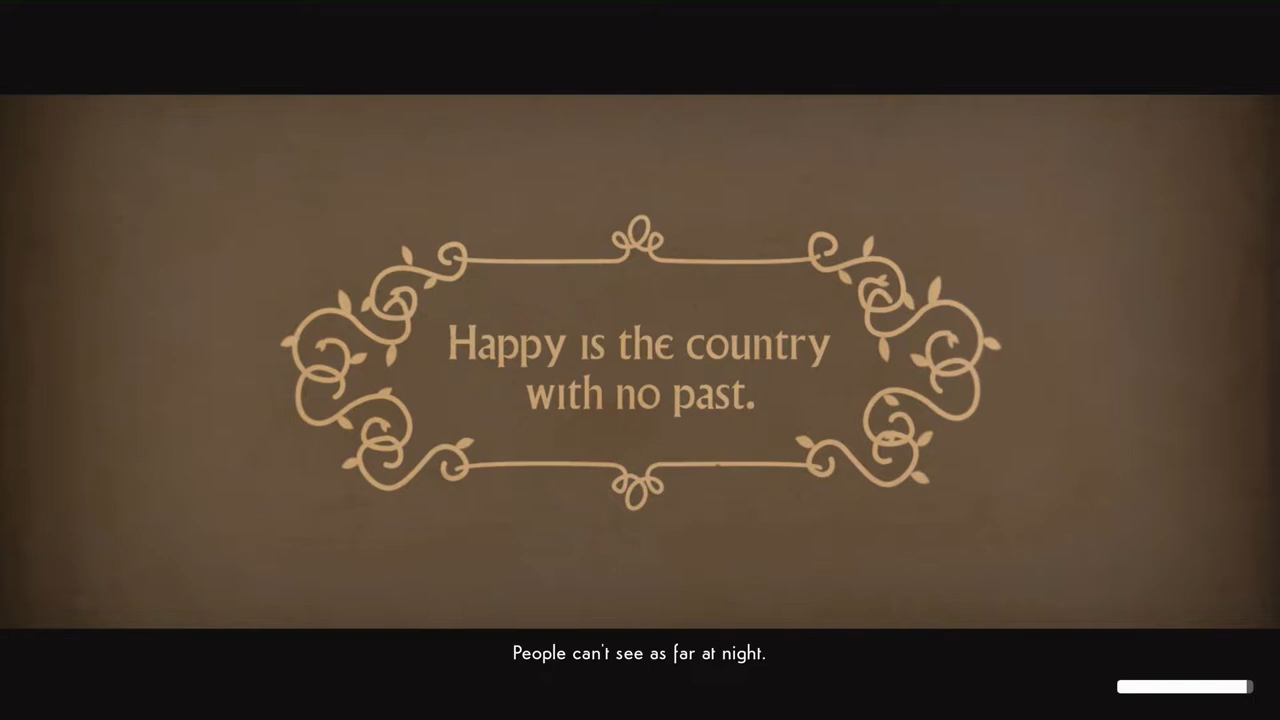 Happy is the country
with no past.
People can't see as far at night.